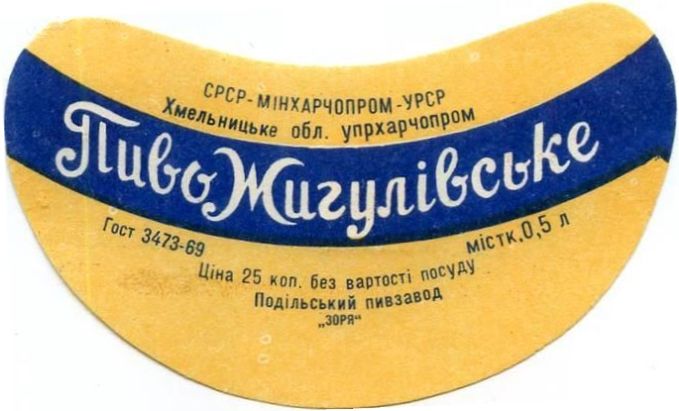 СРСР-МІНХАРЧОПРОМ-УРСР
Хмельницьке обл. упрхарчопром
Пиво Жигулівське
Гост 3473-69
містк.0,5 л
Ціна 25 коп. без вартості посуду
Подільський пивзавод
„ЗОРЯ"